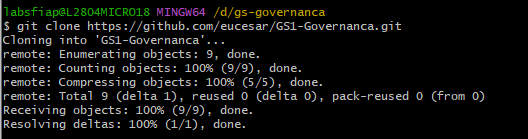 labsfiap@L2804MICRO18 MINGW64 /d/gs-governanca
$ git clone https://github.com/eucesar/GS1-Governanca.git
Cloning into 'GS1-Governanca'...
remote: Enumerating objects: 9, done.
remote: Counting objects: 100% (9/9), done.
remote: Compressing objects: 100% (5/5), done.
remote: Total 9 (delta 1), reused 0 (delta 0), pack-reused 0 (from 0)
Receiving objects: 100% (9/9), done.
Resolving deltas: 100% (1/1), done.